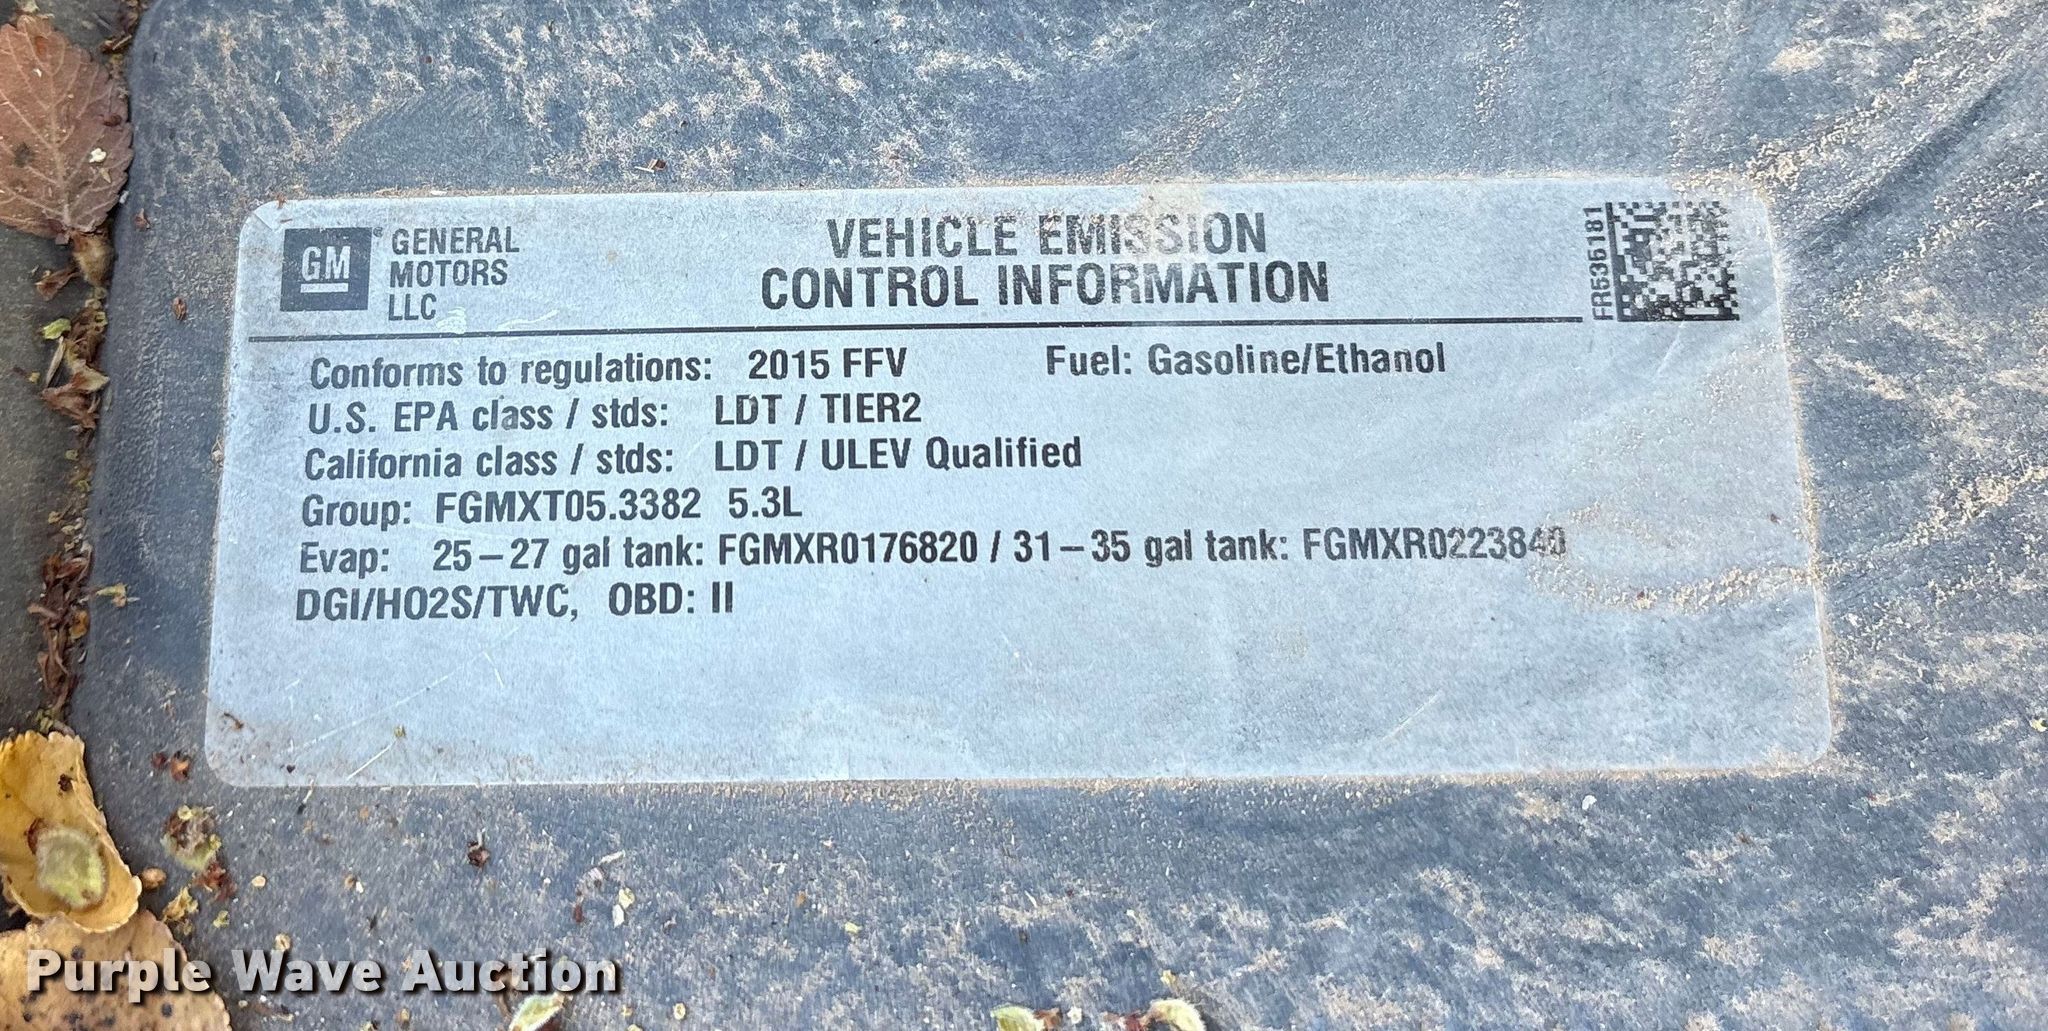 GM
GENERAL
MOTORS
LLC
VEHICLE EMISSION
CONTROL INFORMATION
FR535181
Conforms to regulations: 2015 FFV Fuel: Gasoline/Ethanol
U.S. EPA class / stds: LDT / TIER2
California class / stds: LDT / ULEV Qualified
Group: FGMXT05.3382 5.3L
Evap: 25–27 gal tank: FGMXR0176820 / 31–35 gal tank: FGMXR0223840
DGI/HO2S/TWC, OBD: II
Purple Wave Auction